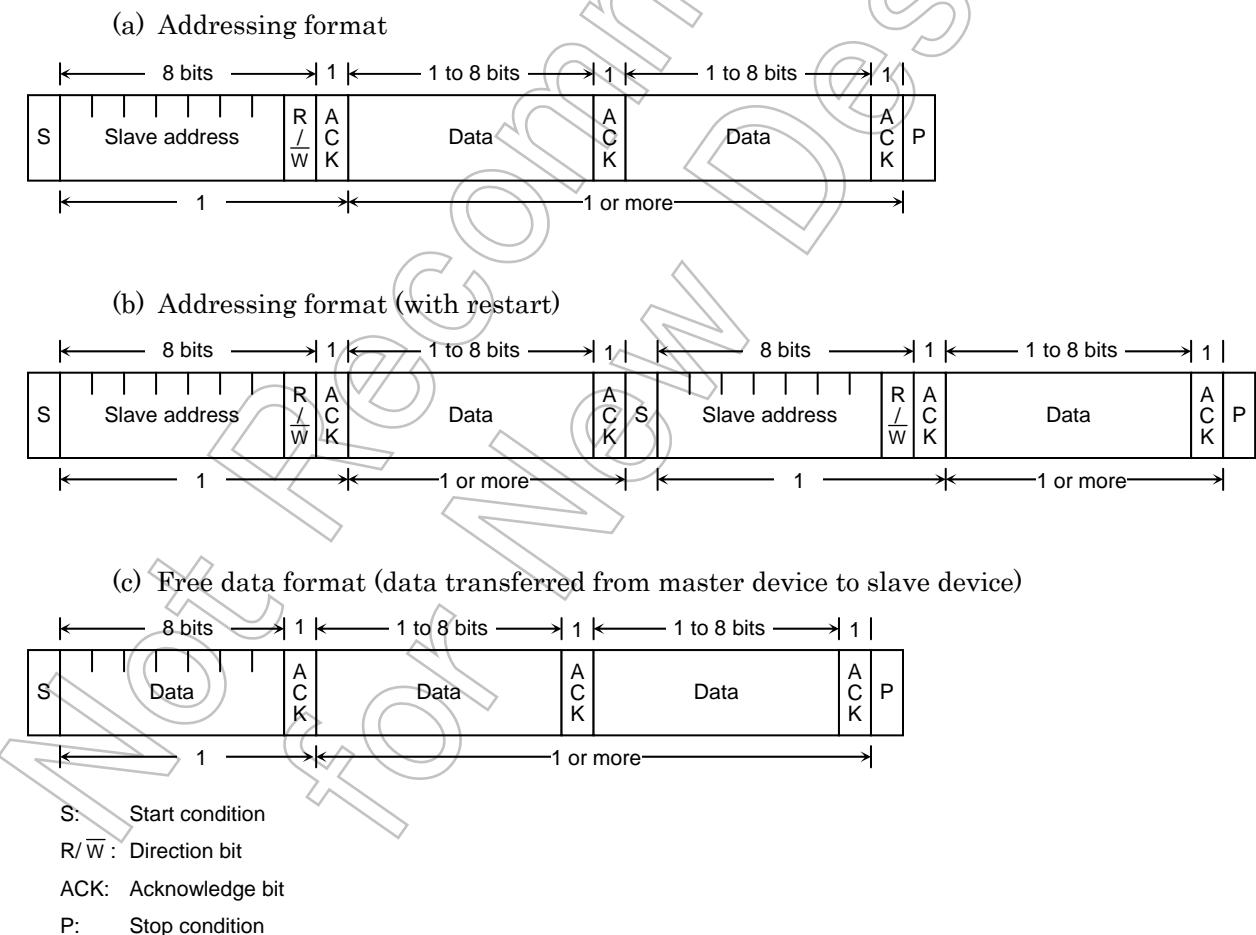 (a) Addressing format
8 bits 1 1 to 8 bits 1 1 to 8 bits 1
S Slave address R/W̅ ACK Data ACK Data ACK P
1 1 or more
(b) Addressing format (with restart)
8 bits 1 1 to 8 bits 1 8 bits 1 1 to 8 bits 1
S Slave address R/W̅ ACK Data ACK S Slave address R/W̅ ACK Data ACK P
1 1 or more 1 1 or more
(c) Free data format (data transferred from master device to slave device)
8 bits 1 1 to 8 bits 1 1 to 8 bits 1
S Data ACK Data ACK Data ACK P
1 1 or more
S: Start condition
R/W̅: Direction bit
ACK: Acknowledge bit
P: Stop condition
Not Recomm
for New Des